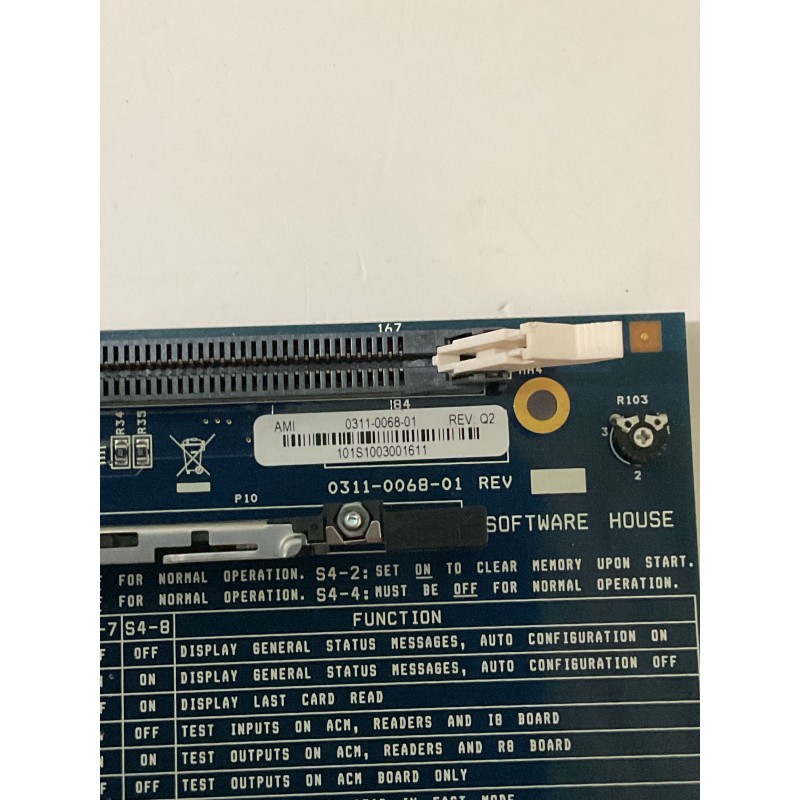 167
184
R34
R35
AMI 0311-0068-01 REV Q2
101S1003001611
R103
3
2
0311-0068-01 REV
P10
SOFTWARE HOUSE
FOR NORMAL OPERATION. S4-2: SET ON TO CLEAR MEMORY UPON START.
FOR NORMAL OPERATION. S4-4: MUST BE OFF FOR NORMAL OPERATION.
-7 S4-8 FUNCTION
F OFF DISPLAY GENERAL STATUS MESSAGES, AUTO CONFIGURATION ON
ON DISPLAY GENERAL STATUS MESSAGES, AUTO CONFIGURATION OFF
F ON DISPLAY LAST CARD READ
OFF TEST INPUTS ON ACM, READERS AND I8 BOARD
ON TEST OUTPUTS ON ACM, READERS AND R8 BOARD
F OFF TEST OUTPUTS ON ACM BOARD ONLY
IN FAST MODE